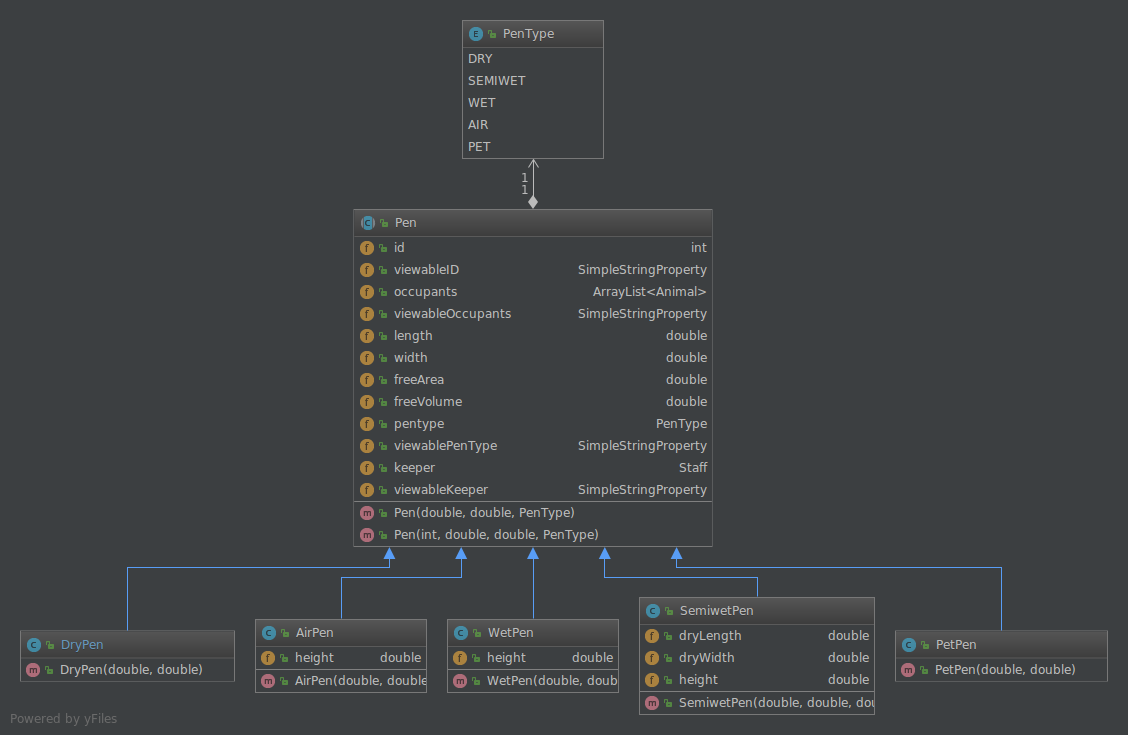 PenType
DRY
SEMIWET
WET
AIR
PET
1
1
Pen
id int
viewableID SimpleStringProperty
occupants ArrayList<Animal>
viewableOccupants SimpleStringProperty
length double
width double
freeArea double
freeVolume double
pentype PenType
viewablePenType SimpleStringProperty
keeper Staff
viewableKeeper SimpleStringProperty
Pen(double, double, PenType)
Pen(int, double, double, PenType)
DryPen
DryPen(double, double)
AirPen
height double
AirPen(double, double
WetPen
height double
WetPen(double, doub
SemiwetPen
dryLength double
dryWidth double
height double
SemiwetPen(double, double, dou
PetPen
PetPen(double, double)
Powered by yFiles